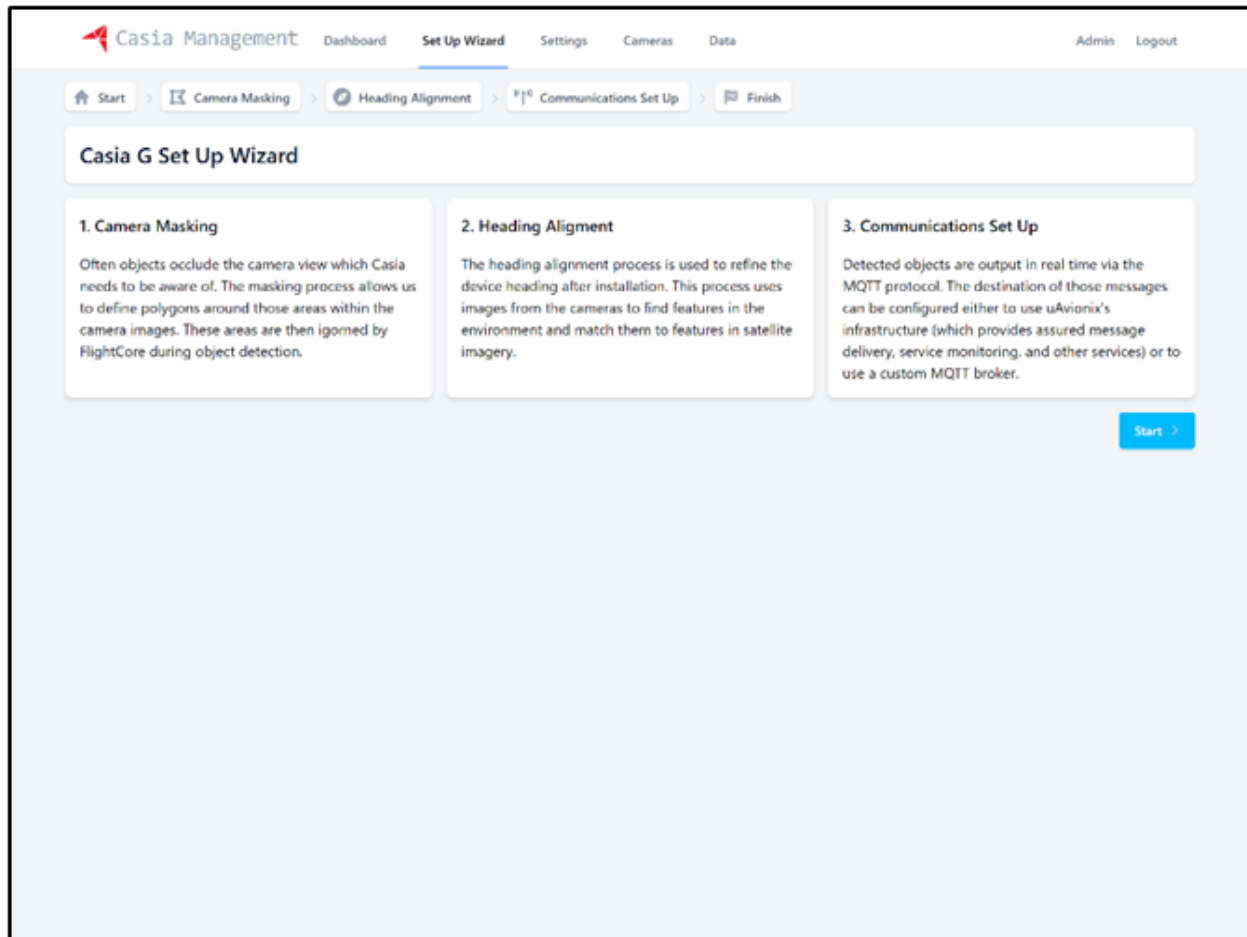 Casia Management Dashboard Set Up Wizard Settings Cameras Data Admin Logout
Start > Camera Masking > Heading Alignment > Communications Set Up > Finish
Casia G Set Up Wizard
1. Camera Masking
Often objects occlude the camera view which Casia
needs to be aware of. The masking process allows us
to define polygons around those areas within the
camera images. These areas are then igorned by
FlightCore during object detection.
2. Heading Aligment
The heading alignment process is used to refine the
device heading after installation. This process uses
images from the cameras to find features in the
environment and match them to features in satellite
imagery.
3. Communications Set Up
Detected objects are output in real time via the
MQTT protocol. The destination of those messages
can be configured either to use uAvionix's
infrastructure (which provides assured message
delivery, service monitoring, and other services) or to
use a custom MQTT broker.
Start >